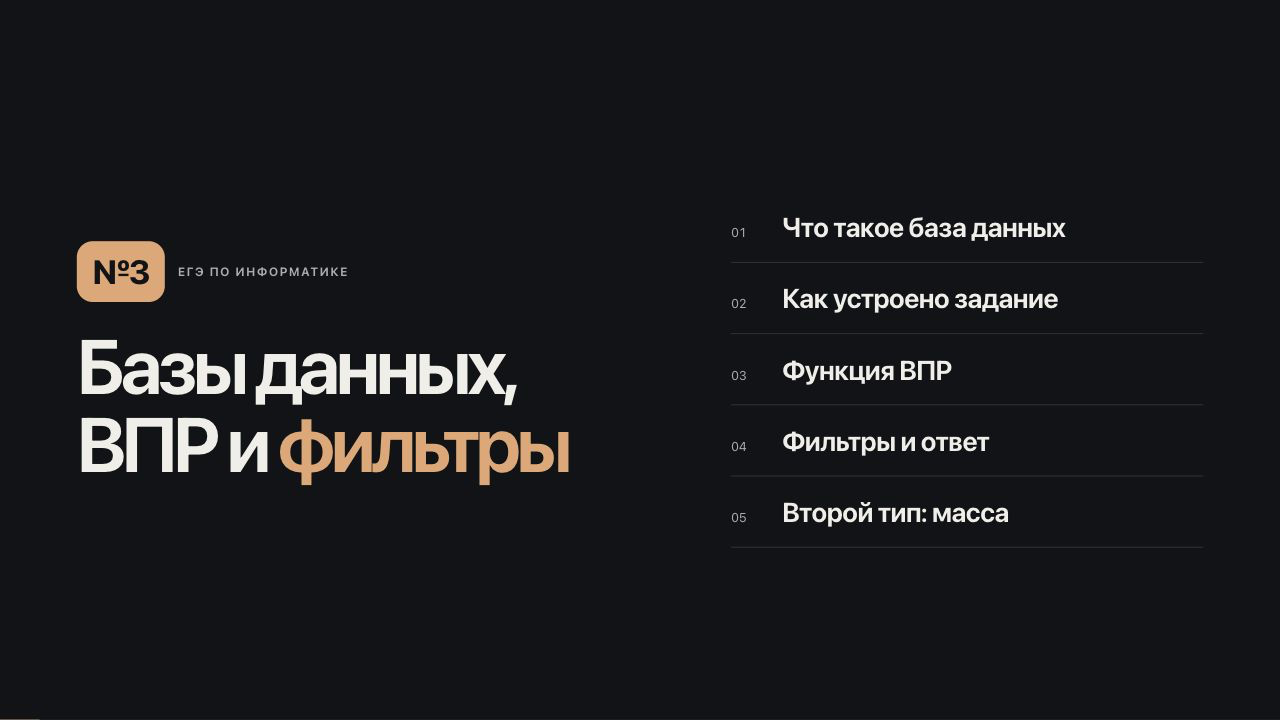 №3
ЕГЭ ПО ИНФОРМАТИКЕ
Базы данных,
ВПР и фильтры
01 Что такое база данных
02 Как устроено задание
03 Функция ВПР
04 Фильтры и ответ
05 Второй тип: масса